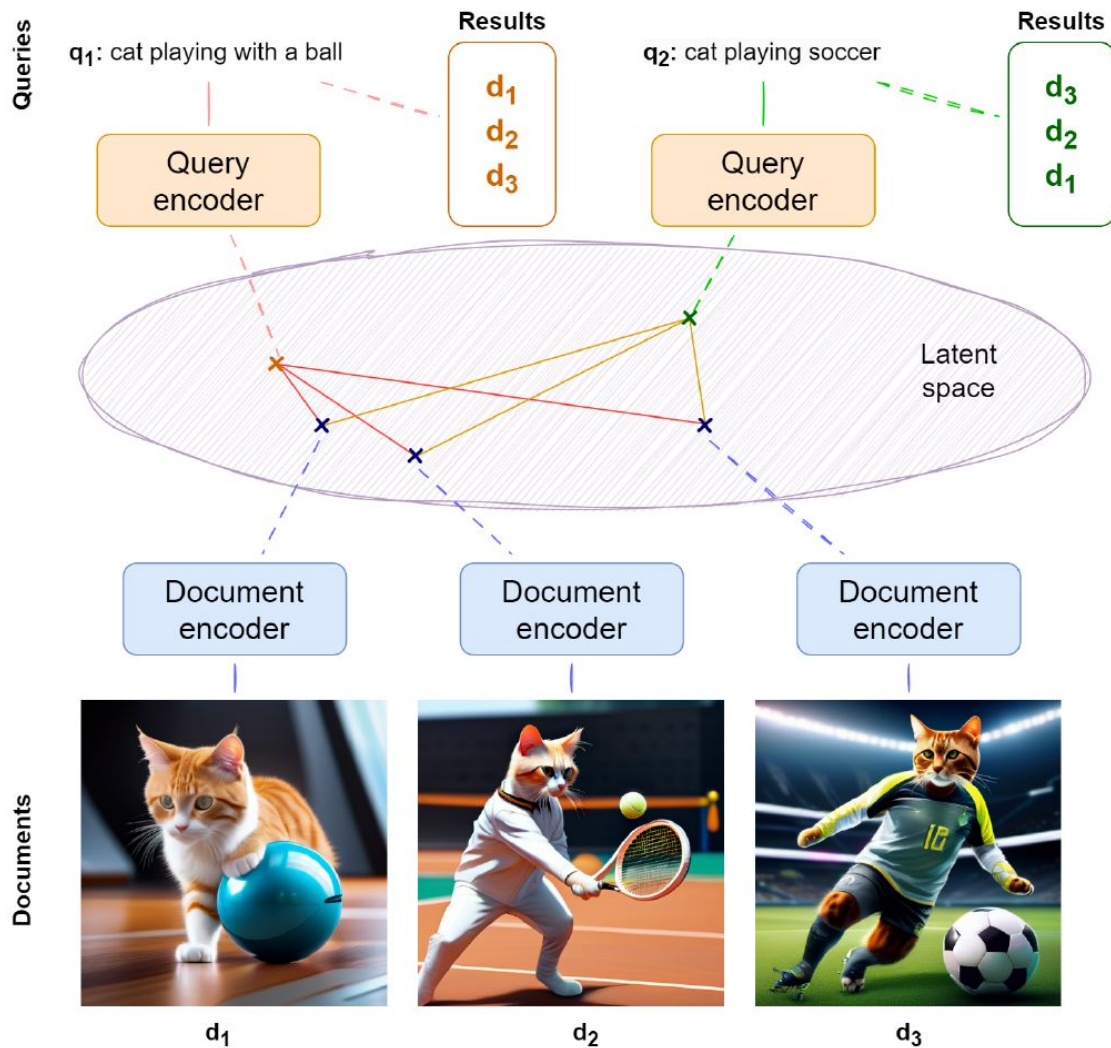 Queries
q1: cat playing with a ball
Results
d1
d2
d3
q2: cat playing soccer
Results
d3
d2
d1
Query
encoder
Query
encoder
Latent
space
Document
encoder
Document
encoder
Document
encoder
Documents
10
d1
d2
d3